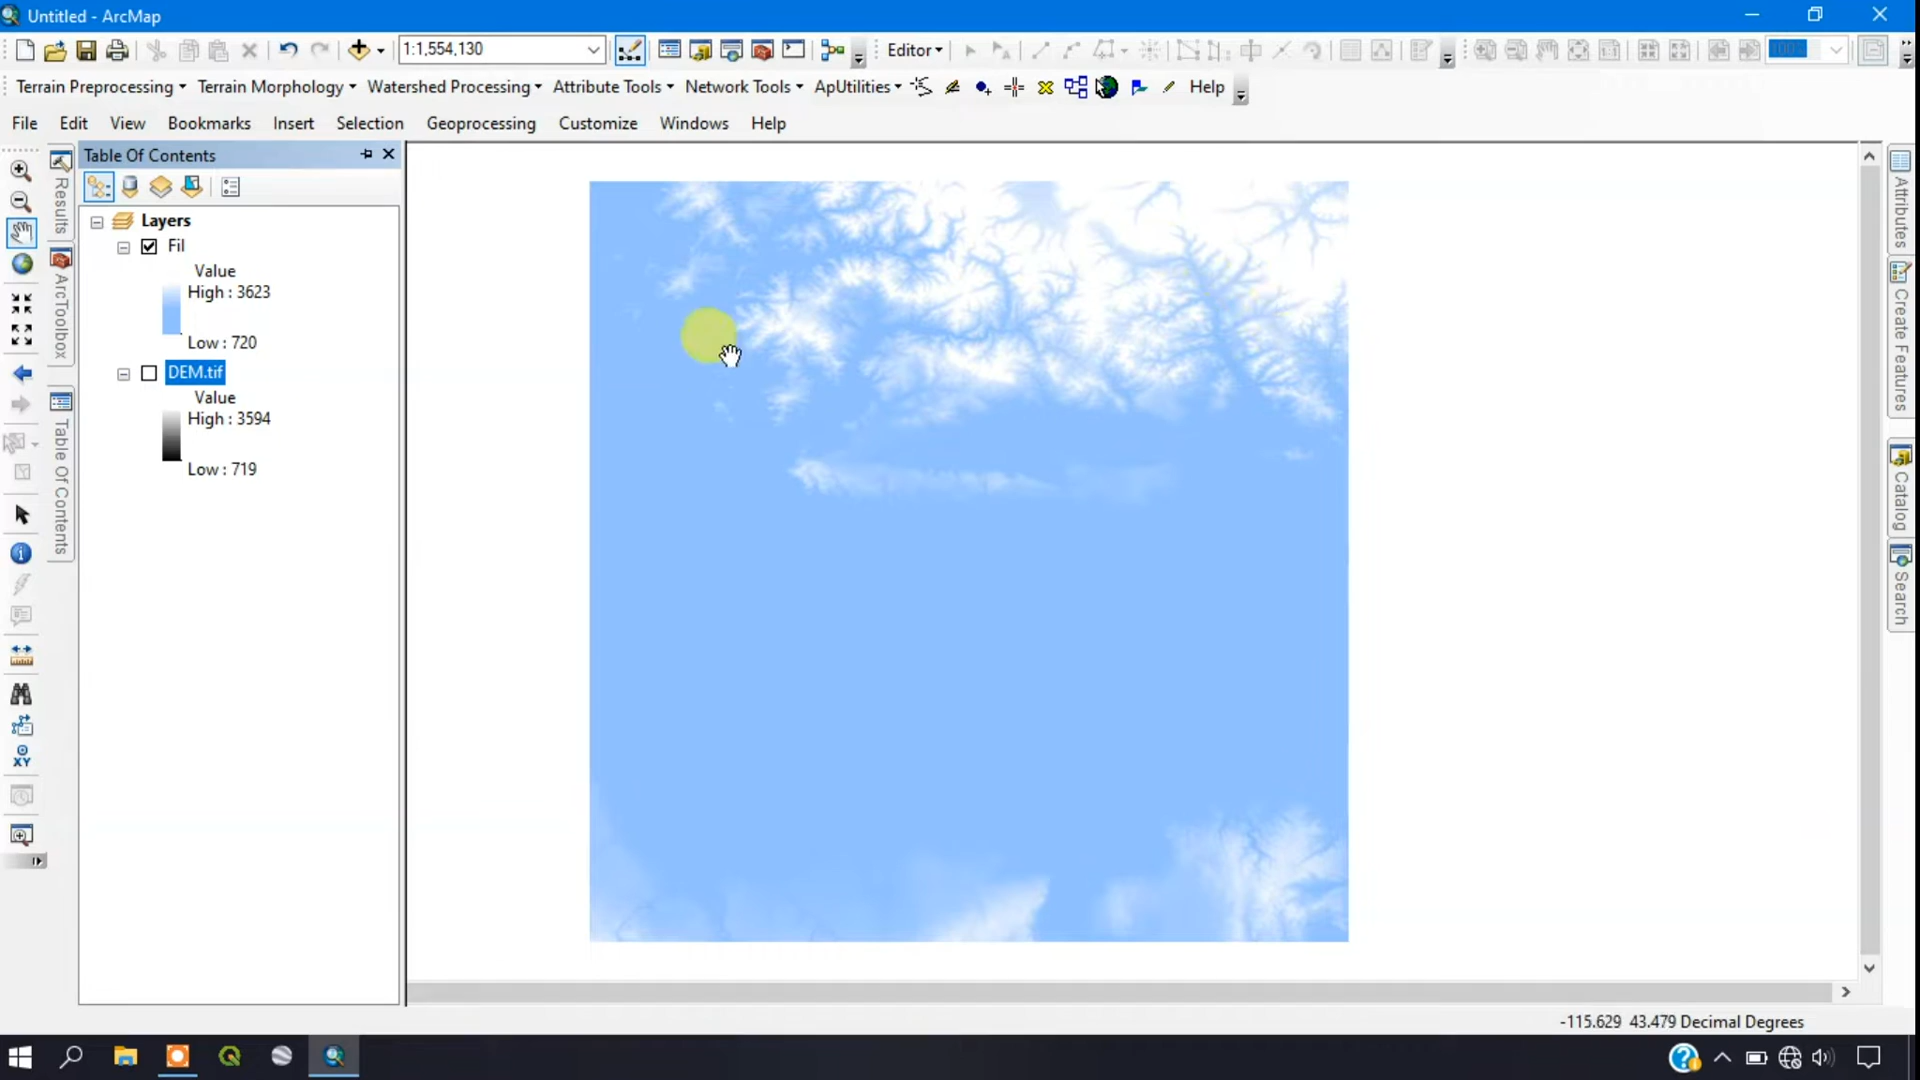 Untitled - ArcMap
1:1,554,130
Editor
100%
Terrain Preprocessing
Terrain Morphology
Watershed Processing
Attribute Tools
Network Tools
ApUtilities
Help
File
Edit
View
Bookmarks
Insert
Selection
Geoprocessing
Customize
Windows
Help
Results
ArcToolbox
Table Of Contents
Table Of Contents
Layers
Fil
Value
High : 3623
Low : 720
DEM.tif
Value
High : 3594
Low : 719
XY
Attributes
Create Features
Catalog
Search
-115.629 43.479 Decimal Degrees